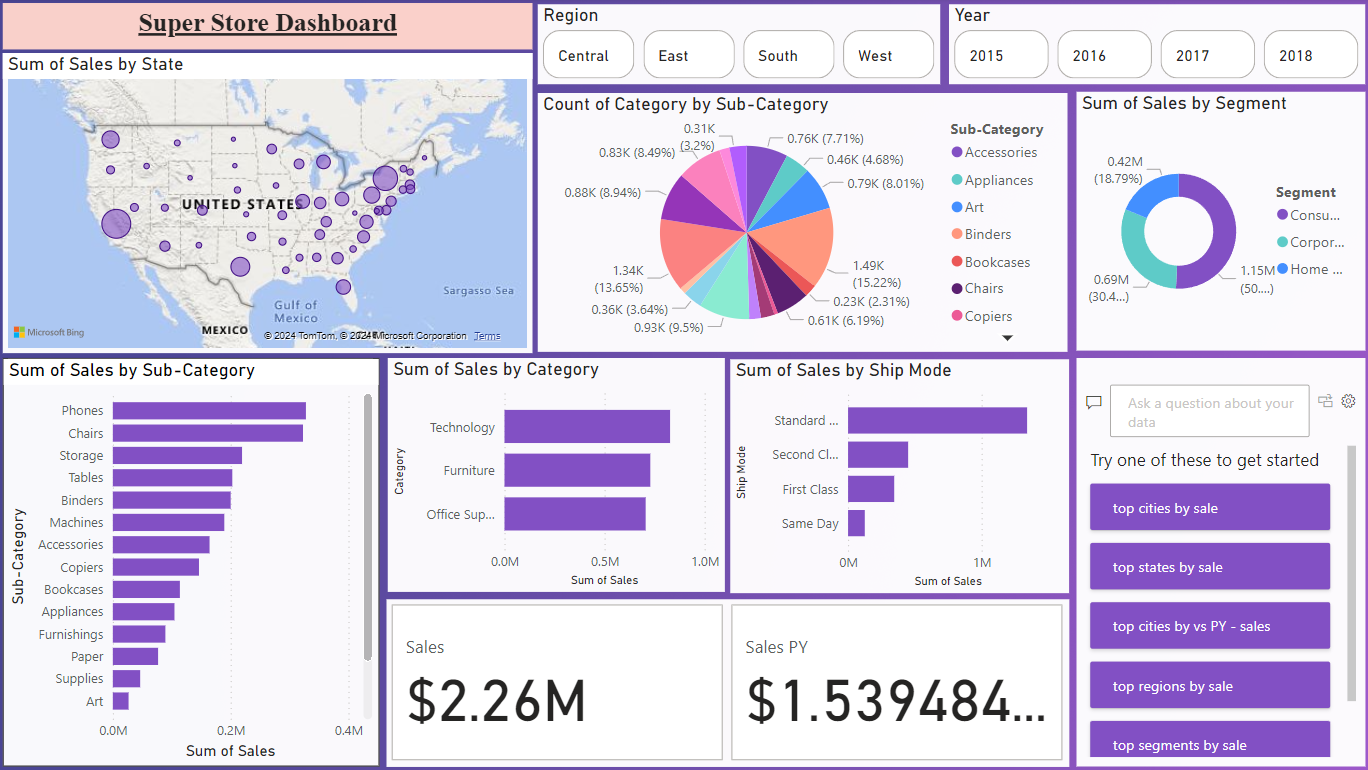 Super Store Dashboard
Region
Central
East
South
West
Year
2015
2016
2017
2018
Sum of Sales by State
UNITED STATES
MEXICO
Gulf of
Mexico
Sargasso Sea
Microsoft Bing
© 2024 TomTom, © 2024 Microsoft Corporation
Terms
Count of Category by Sub-Category
0.76K (7.71%)
0.46K (4.68%)
0.79K (8.01%)
1.49K
(15.22%)
0.23K (2.31%)
0.61K (6.19%)
0.93K (9.5%)
0.36K (3.64%)
1.34K
(13.65%)
0.88K (8.94%)
0.83K (8.49%)
0.31K
(3.2%)
Sub-Category
Accessories
Appliances
Art
Binders
Bookcases
Chairs
Copiers
Sum of Sales by Segment
0.42M
(18.79%)
0.69M
(30.4...)
1.15M
(50....)
Segment
Consu...
Corpor...
Home ...
Sum of Sales by Sub-Category
Sub-Category
Phones
Chairs
Storage
Tables
Binders
Machines
Accessories
Copiers
Bookcases
Appliances
Furnishings
Paper
Supplies
Art
0.0M
0.2M
0.4M
Sum of Sales
Sum of Sales by Category
Category
Technology
Furniture
Office Sup...
0.0M
0.5M
1.0M
Sum of Sales
Sum of Sales by Ship Mode
Ship Mode
Standard ...
Second Cl...
First Class
Same Day
0M
1M
Sum of Sales
Sales
$2.26M
Sales PY
$1.539484...
Ask a question about your
data
Try one of these to get started
top cities by sale
top states by sale
top cities by vs PY - sales
top regions by sale
top segments by sale